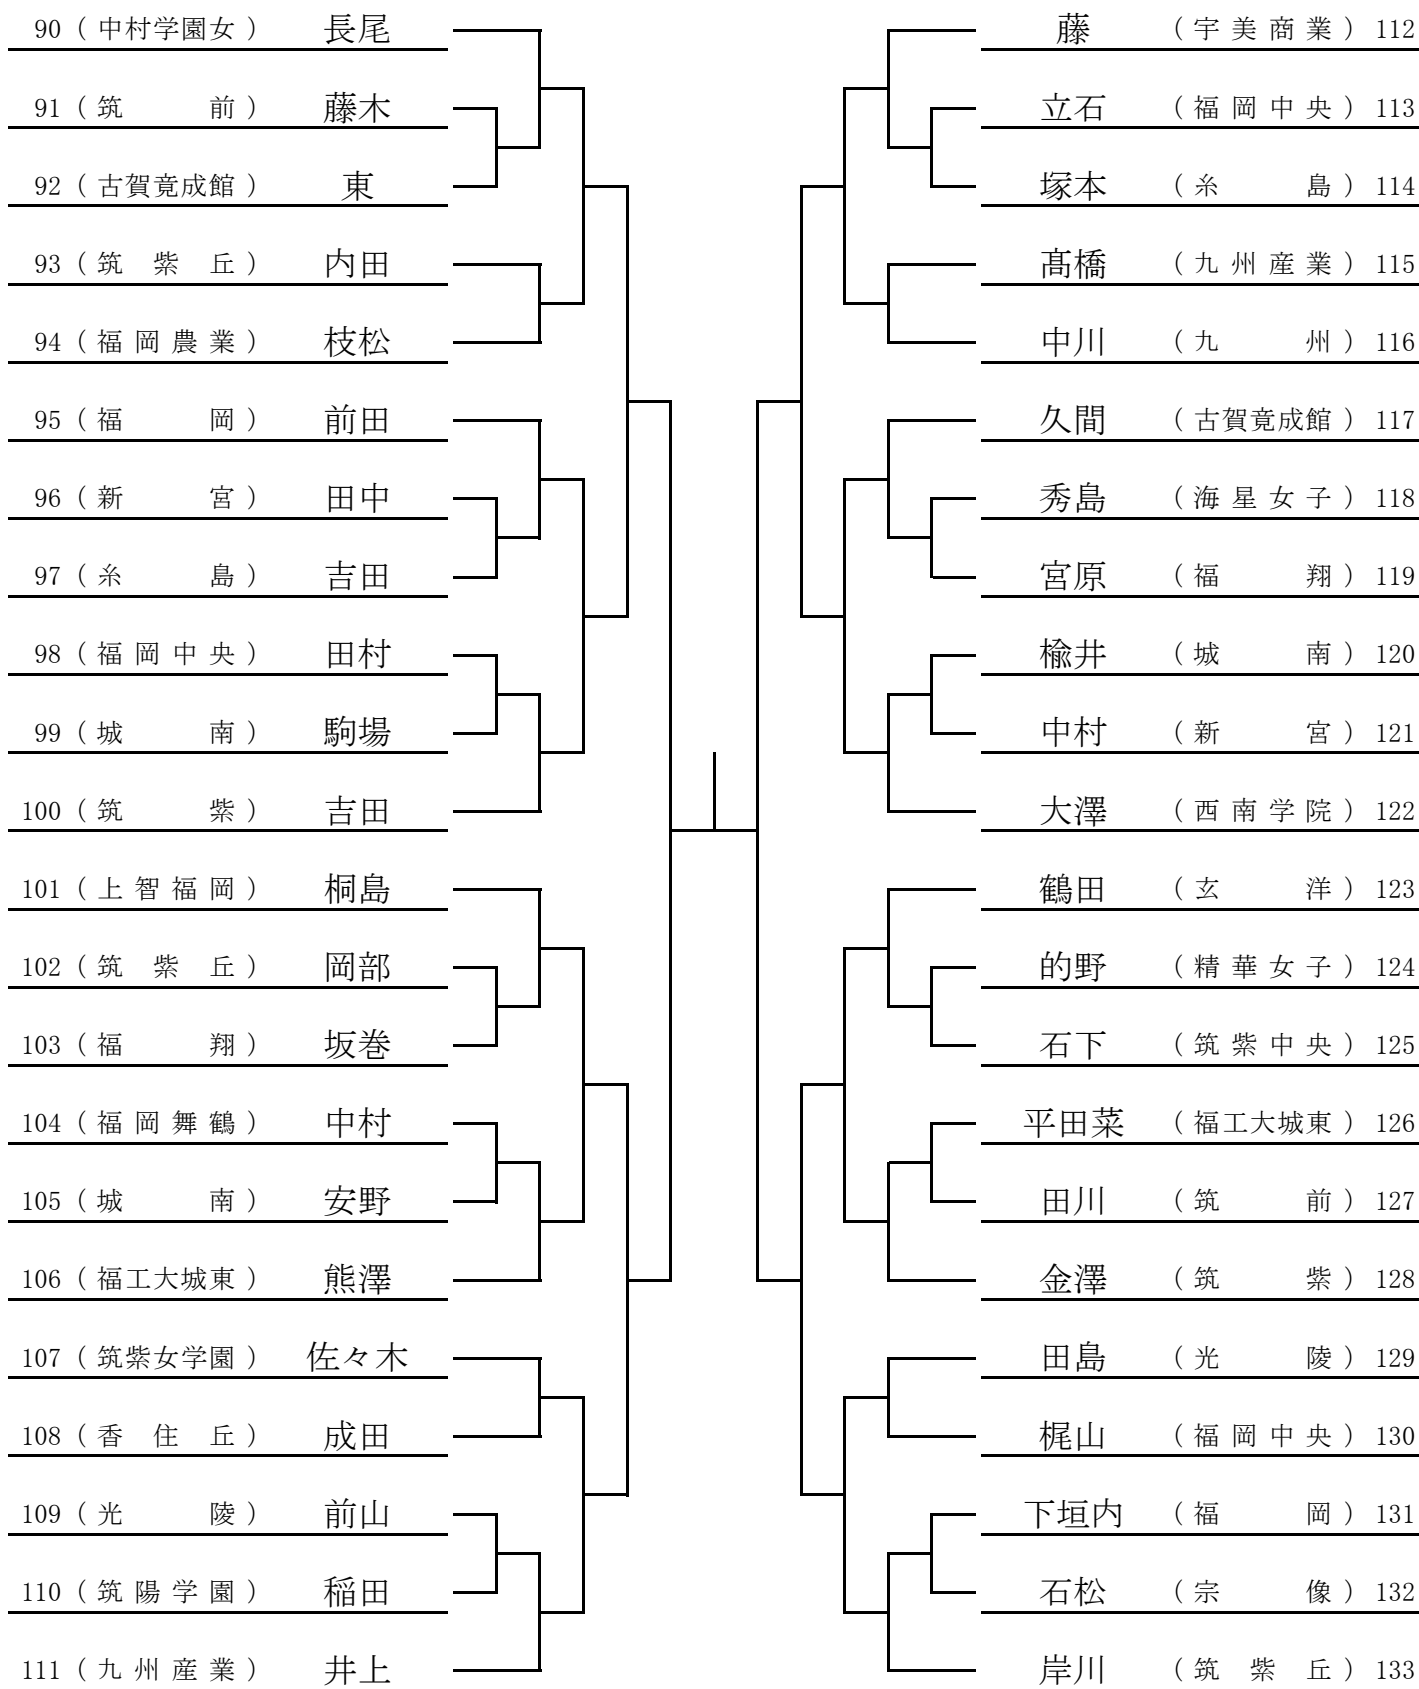 90 ( 中村学園女 ) 長尾
91 ( 筑 前 ) 藤木
92 ( 古賀竟成館 ) 東
93 ( 筑 紫 丘 ) 内田
94 ( 福 岡 農 業 ) 枝松
95 ( 福 岡 ) 前田
96 ( 新 宮 ) 田中
97 ( 糸 島 ) 吉田
98 ( 福 岡 中 央 ) 田村
99 ( 城 南 ) 駒場
100 ( 筑 紫 ) 吉田
101 ( 上 智 福 岡 ) 桐島
102 ( 筑 紫 丘 ) 岡部
103 ( 福 翔 ) 坂巻
104 ( 福 岡 舞 鶴 ) 中村
105 ( 城 南 ) 安野
106 ( 福工大城東 ) 熊澤
107 ( 筑紫女学園 ) 佐々木
108 ( 香 住 丘 ) 成田
109 ( 光 陵 ) 前山
110 ( 筑 陽 学 園 ) 稲田
111 ( 九 州 産 業 ) 井上
藤 ( 宇 美 商 業 ) 112
立石 ( 福 岡 中 央 ) 113
塚本 ( 糸 島 ) 114
髙橋 ( 九 州 産 業 ) 115
中川 ( 九 州 ) 116
久間 ( 古賀竟成館 ) 117
秀島 ( 海 星 女 子 ) 118
宮原 ( 福 翔 ) 119
楡井 ( 城 南 ) 120
中村 ( 新 宮 ) 121
大澤 ( 西 南 学 院 ) 122
鶴田 ( 玄 洋 ) 123
的野 ( 精 華 女 子 ) 124
石下 ( 筑 紫 中 央 ) 125
平田菜 ( 福工大城東 ) 126
田川 ( 筑 前 ) 127
金澤 ( 筑 紫 ) 128
田島 ( 光 陵 ) 129
梶山 ( 福 岡 中 央 ) 130
下垣内 ( 福 岡 ) 131
石松 ( 宗 像 ) 132
岸川 ( 筑 紫 丘 ) 133